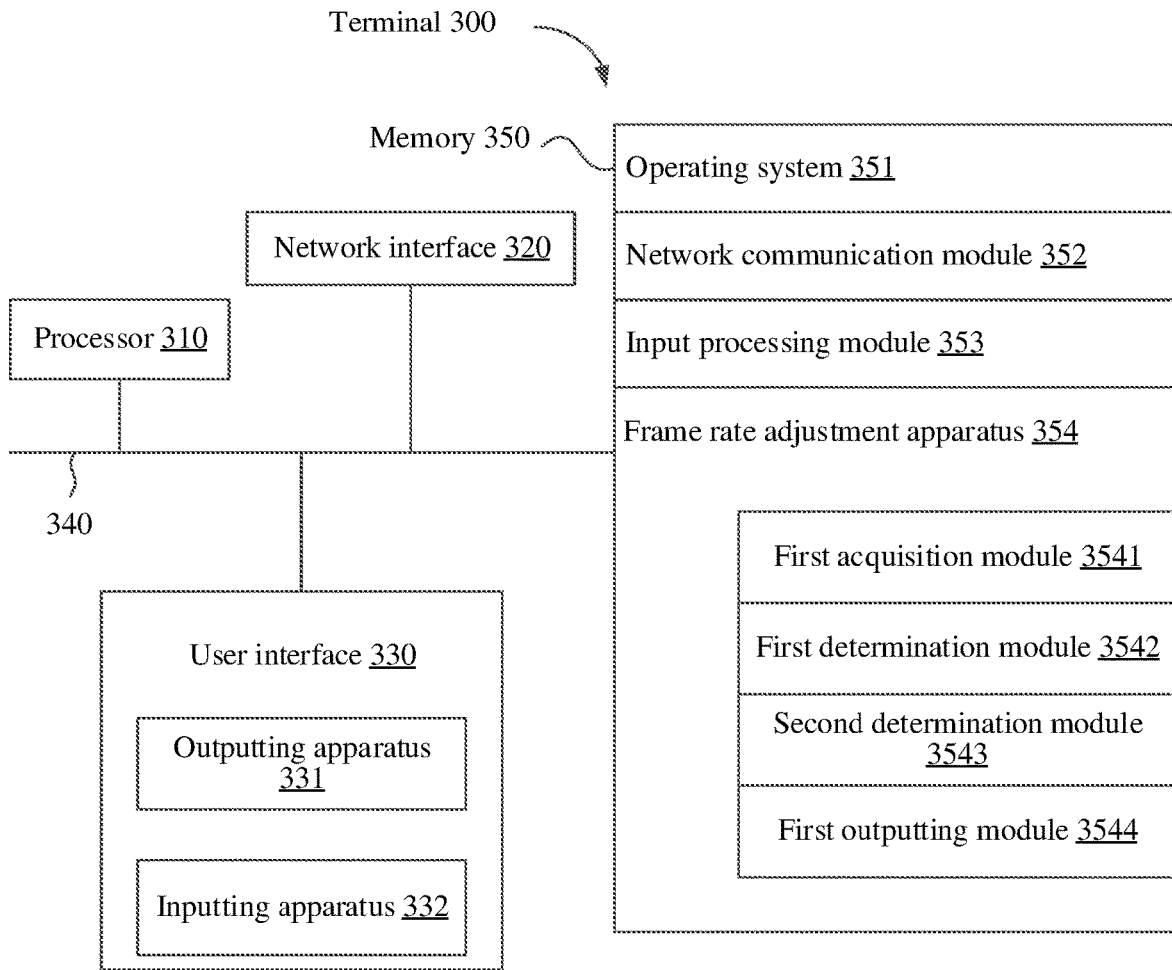 Terminal 300
Memory 350
Operating system 351
Network interface 320
Network communication module 352
Processor 310
Input processing module 353
Frame rate adjustment apparatus 354
340
First acquisition module 3541
User interface 330
First determination module 3542
Outputting apparatus
331
Second determination module
3543
First outputting module 3544
Inputting apparatus 332